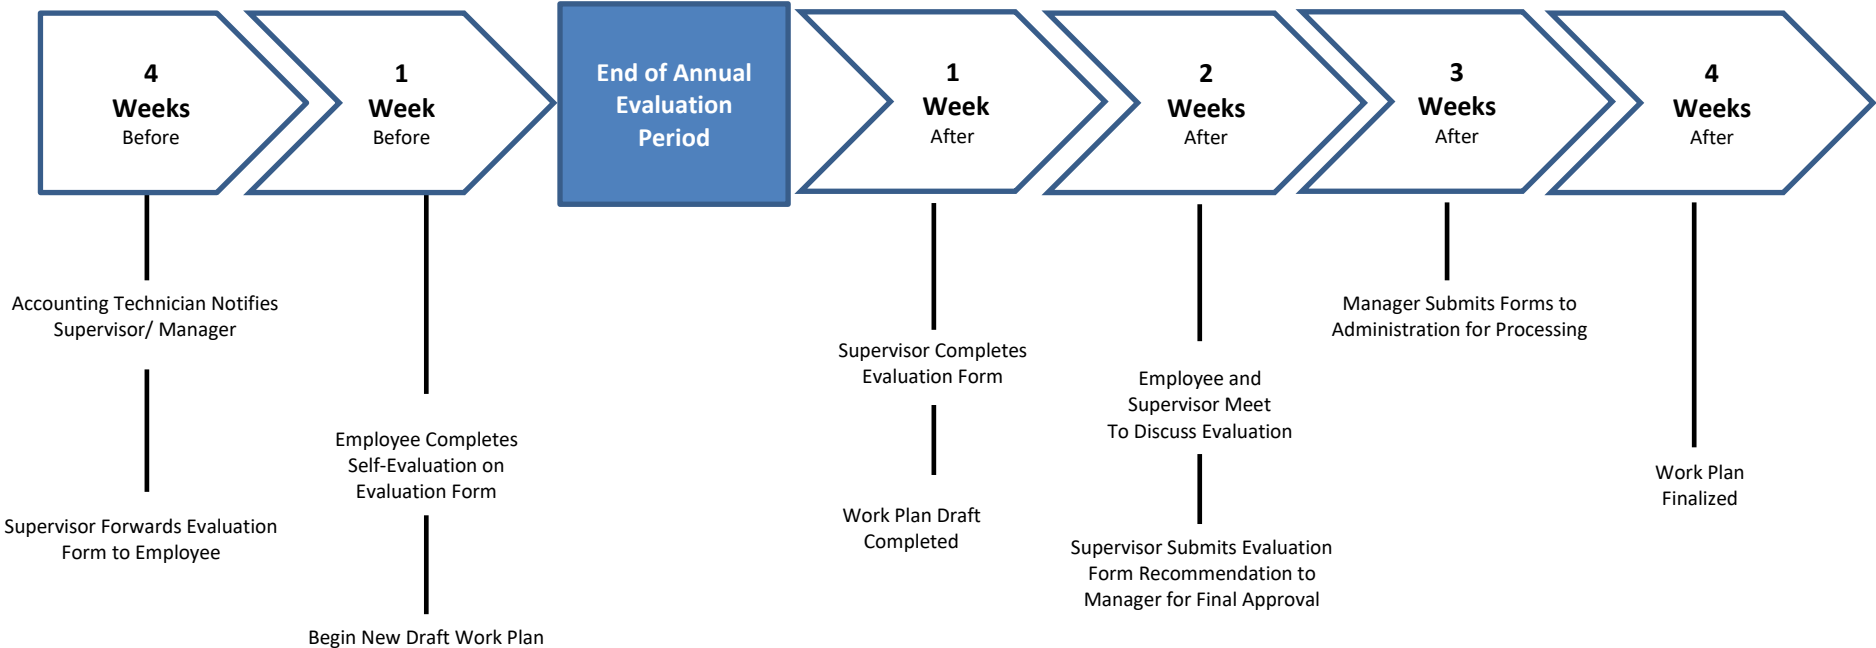 4
Weeks
Before
1
Week
Before
End of Annual
Evaluation
Period
1
Week
After
2
Weeks
After
3
Weeks
After
4
Weeks
After
Accounting Technician Notifies
Supervisor/ Manager
Supervisor Forwards Evaluation
Form to Employee
Employee Completes
Self-Evaluation on
Evaluation Form
Begin New Draft Work Plan
Supervisor Completes
Evaluation Form
Work Plan Draft
Completed
Employee and
Supervisor Meet
To Discuss Evaluation
Supervisor Submits Evaluation
Form Recommendation to
Manager for Final Approval
Manager Submits Forms to
Administration for Processing
Work Plan
Finalized